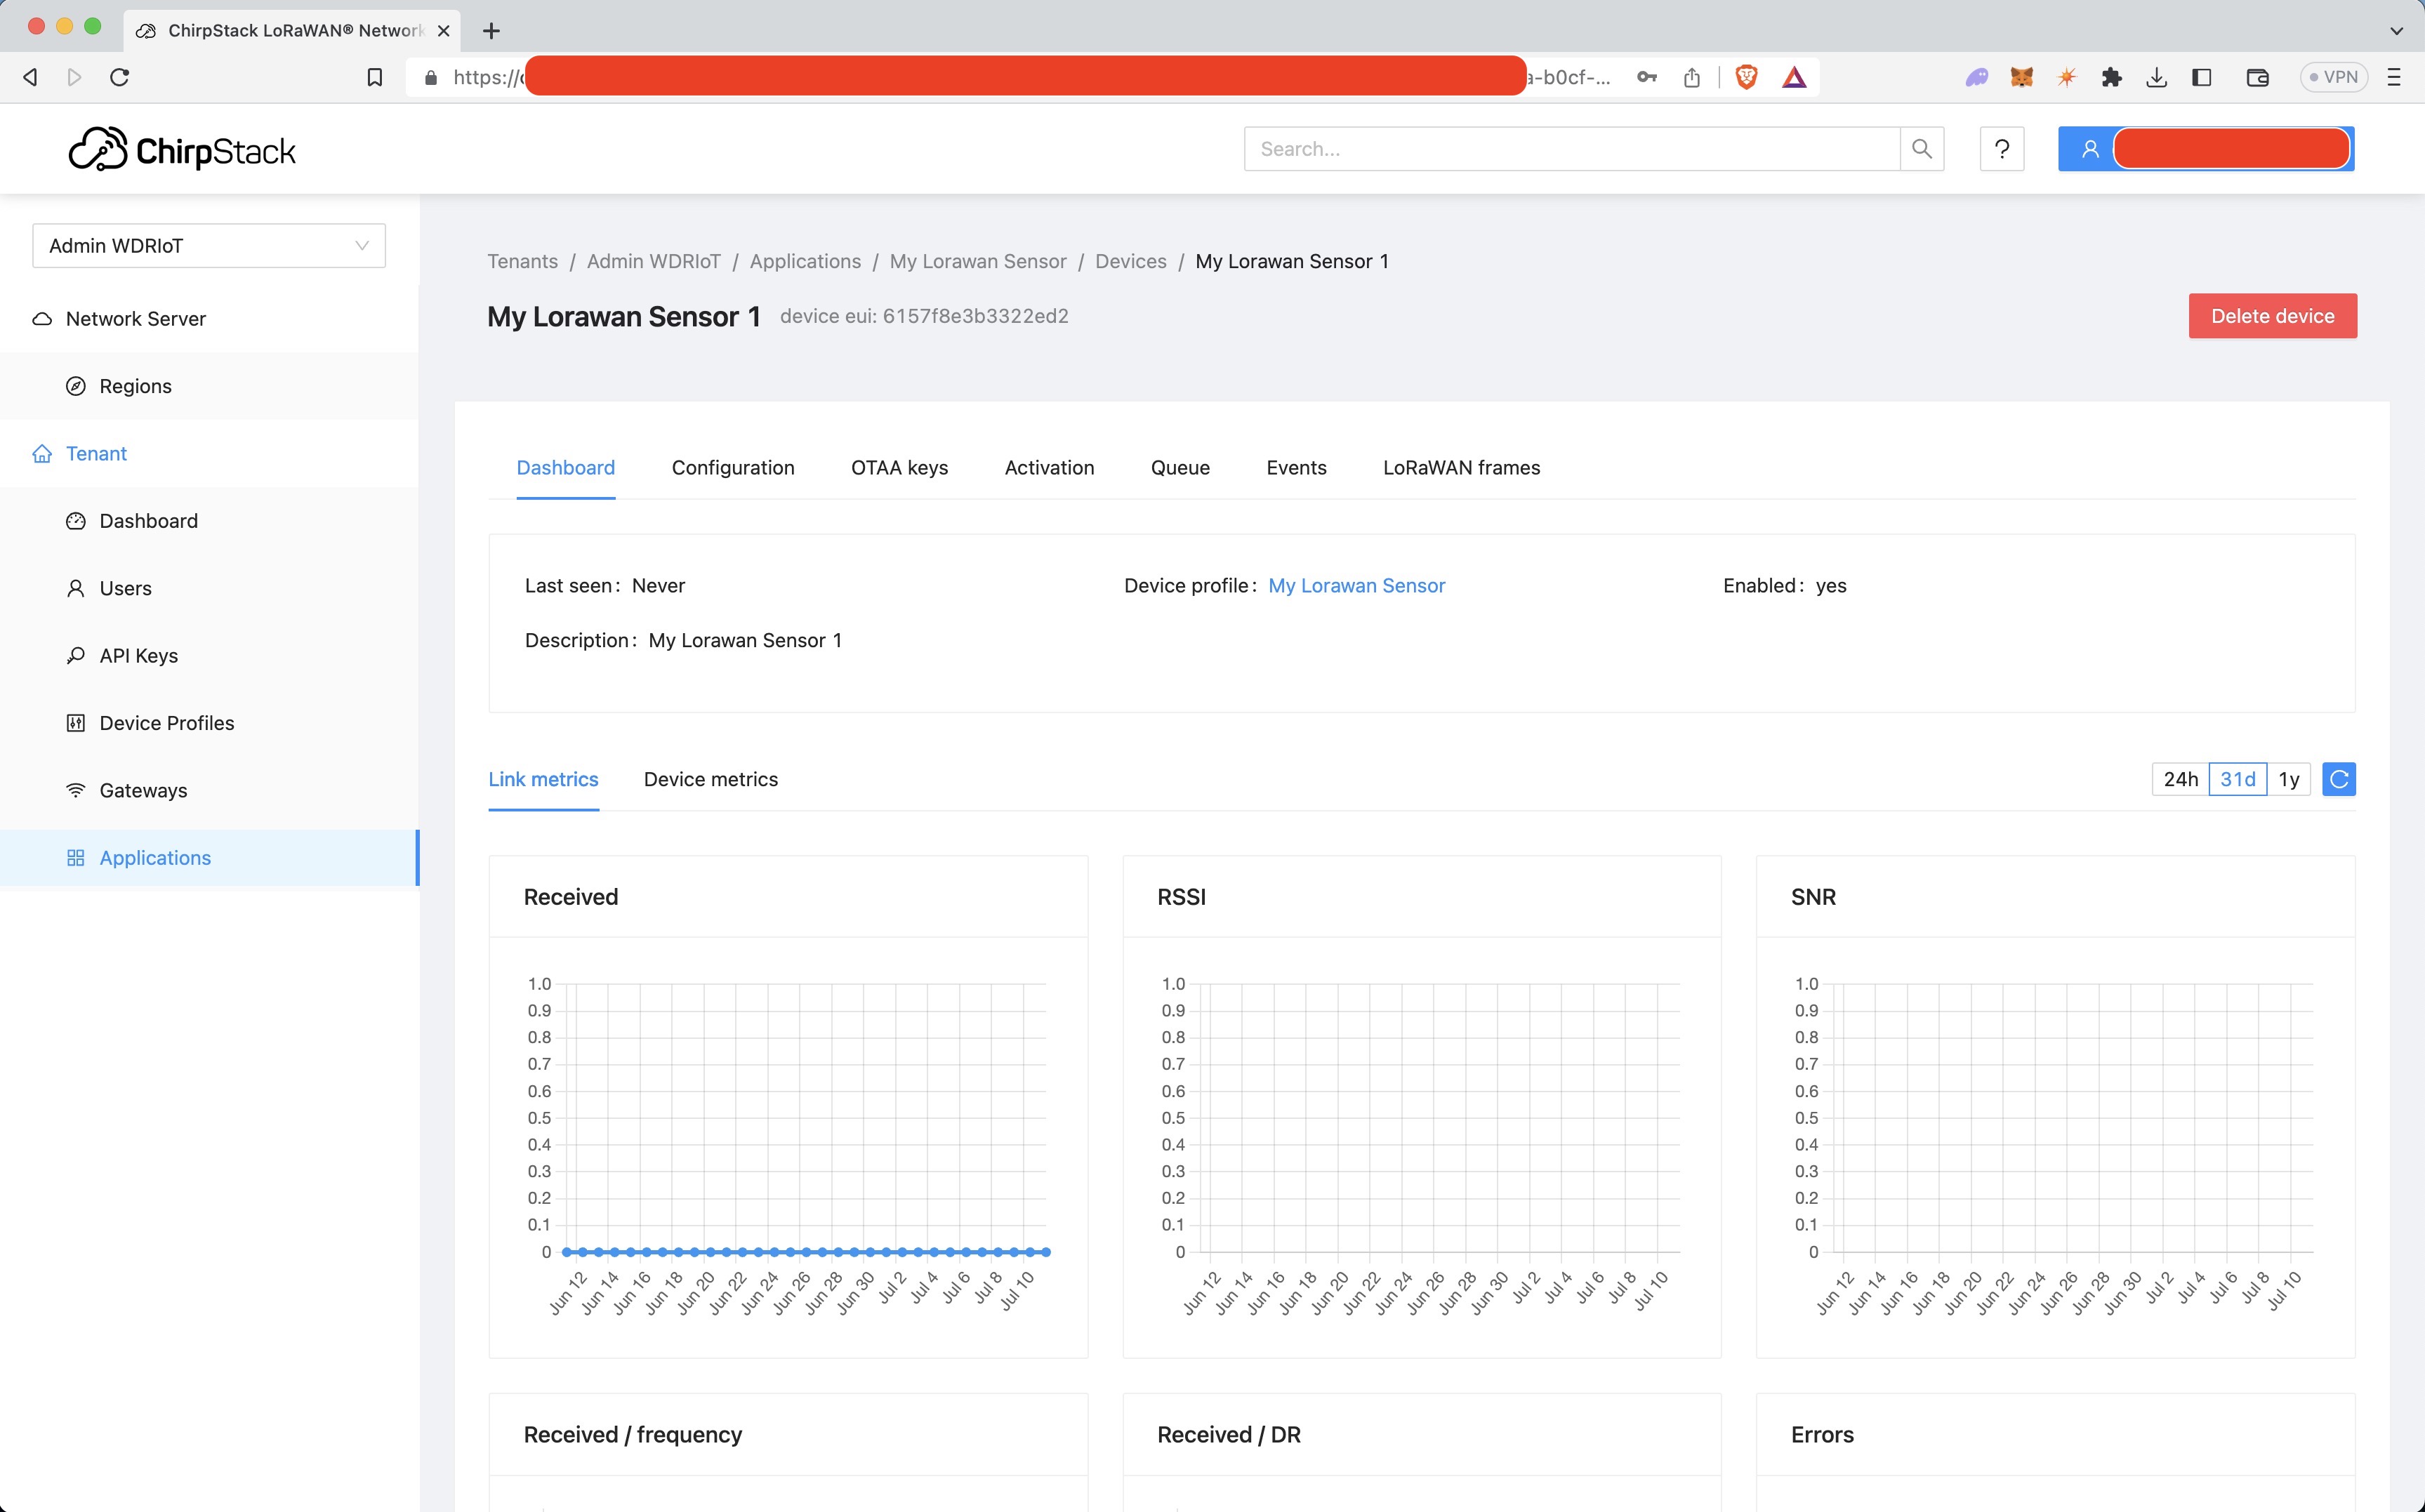 ChirpStack LoRaWAN® Network
https://
a-b0cf-...
VPN
ChirpStack
Search...
?
Admin WDRIoT
Network Server
Regions
Tenant
Dashboard
Users
API Keys
Device Profiles
Gateways
Applications
Tenants / Admin WDRIoT / Applications / My Lorawan Sensor / Devices / My Lorawan Sensor 1
My Lorawan Sensor 1 device eui: 6157f8e3b3322ed2
Delete device
Dashboard Configuration OTAA keys Activation Queue Events LoRaWAN frames
Last seen: Never Device profile: My Lorawan Sensor Enabled: yes
Description: My Lorawan Sensor 1
Link metrics Device metrics 24h 31d 1y
Received
1.0
0.9
0.8
0.7
0.6
0.5
0.4
0.3
0.2
0.1
0
Jun 12 Jun 14 Jun 16 Jun 18 Jun 20 Jun 22 Jun 24 Jun 26 Jun 28 Jun 30 Jul 2 Jul 4 Jul 6 Jul 8 Jul 10
RSSI
1.0
0.9
0.8
0.7
0.6
0.5
0.4
0.3
0.2
0.1
0
Jun 12 Jun 14 Jun 16 Jun 18 Jun 20 Jun 22 Jun 24 Jun 26 Jun 28 Jun 30 Jul 2 Jul 4 Jul 6 Jul 8 Jul 10
SNR
1.0
0.9
0.8
0.7
0.6
0.5
0.4
0.3
0.2
0.1
0
Jun 12 Jun 14 Jun 16 Jun 18 Jun 20 Jun 22 Jun 24 Jun 26 Jun 28 Jun 30 Jul 2 Jul 4 Jul 6 Jul 8 Jul 10
Received / frequency
Received / DR
Errors